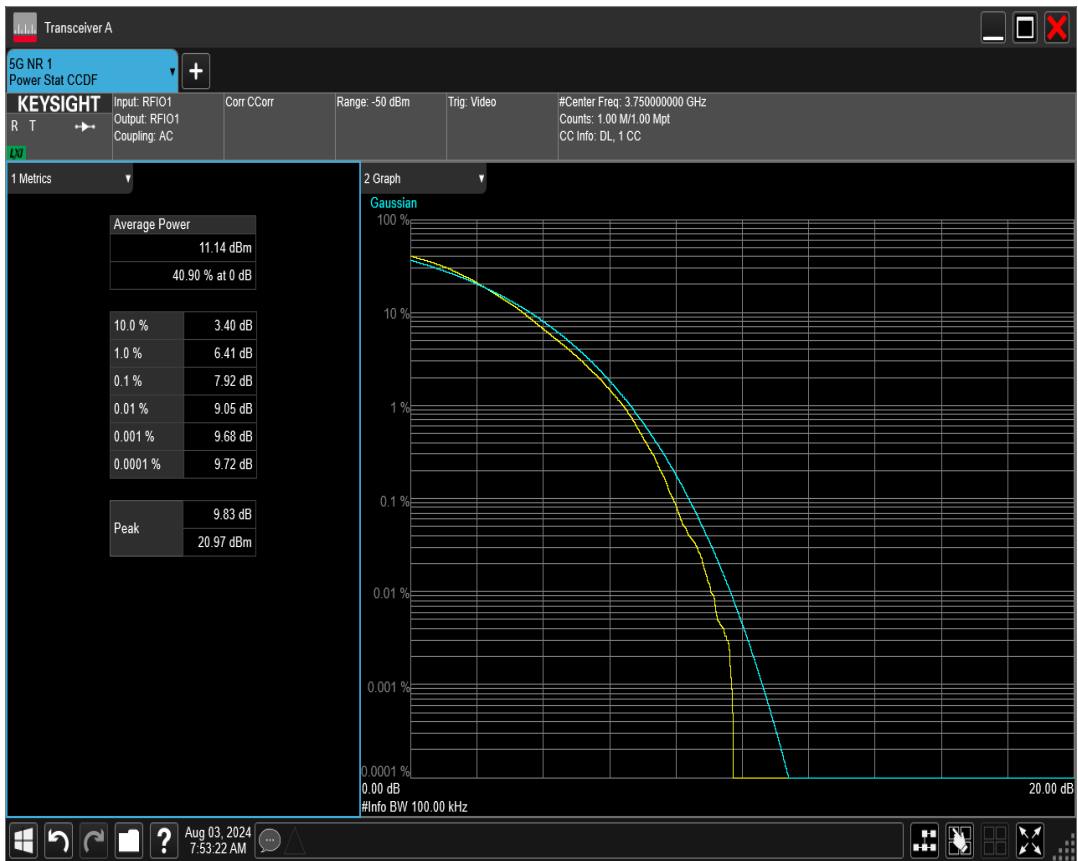 Transceiver A
5G NR 1
Power Stat CCDF
+
KEYSIGHT
R T
LXI
Input: RFIO1
Output: RFIO1
Coupling: AC
Corr CCorr
Range: -50 dBm
Trig: Video
#Center Freq: 3.750000000 GHz
Counts: 1.00 M/1.00 Mpt
CC Info: DL, 1 CC
1 Metrics
Average Power
11.14 dBm
40.90 % at 0 dB
10.0 % 3.40 dB
1.0 % 6.41 dB
0.1 % 7.92 dB
0.01 % 9.05 dB
0.001 % 9.68 dB
0.0001 % 9.72 dB
Peak
9.83 dB
20.97 dBm
2 Graph
Gaussian
100 %
10 %
1 %
0.1 %
0.01 %
0.001 %
0.0001 %
0.00 dB 20.00 dB
#Info BW 100.00 kHz
?
Aug 03, 2024
7:53:22 AM